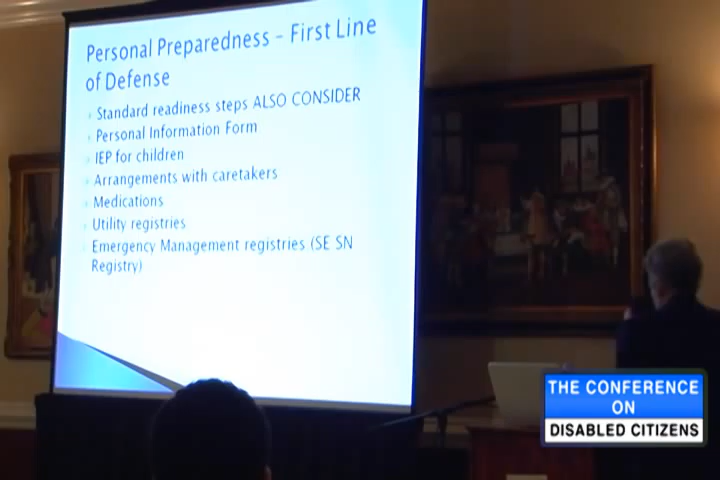 Personal Preparedness – First Line
of Defense
Standard readiness steps ALSO CONSIDER
Personal Information Form
IEP for children
Arrangements with caretakers
Medications
Utility registries
Emergency Management registries (SE SN
Registry)
THE CONFERENCE
ON
DISABLED CITIZENS